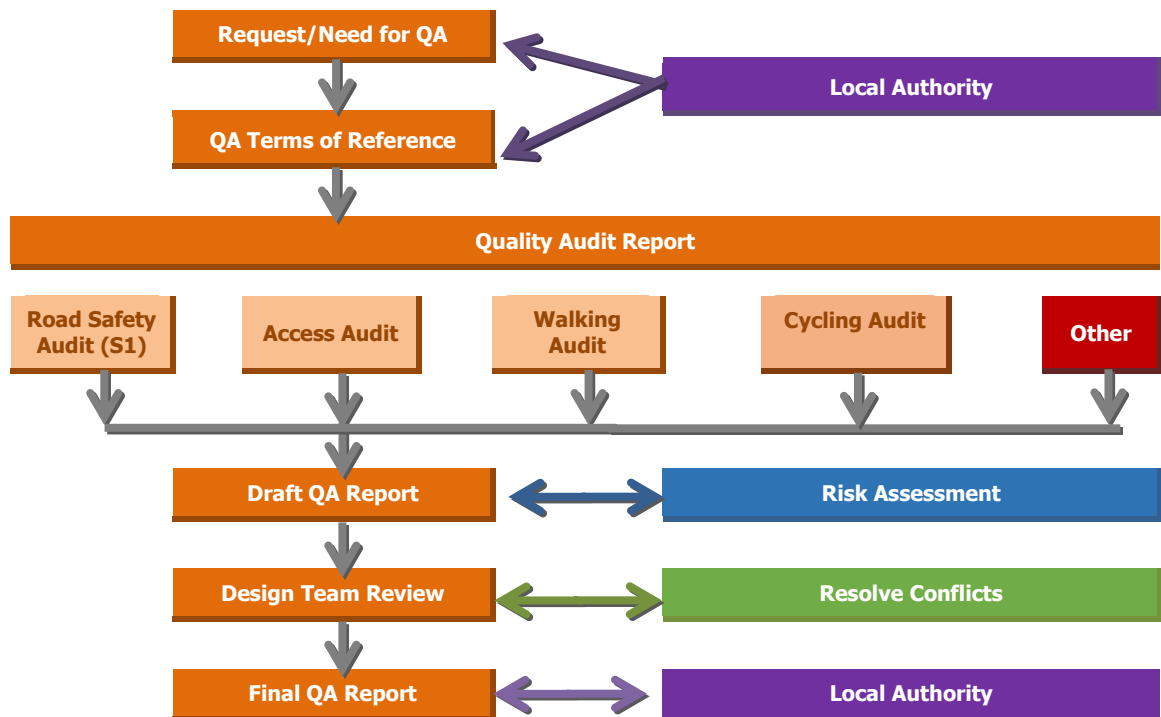 Request/Need for QA
Local Authority
QA Terms of Reference
Quality Audit Report
Road Safety
Audit (S1)
Access Audit
Walking
Audit
Cycling Audit
Other
Draft QA Report
Risk Assessment
Design Team Review
Resolve Conflicts
Final QA Report
Local Authority